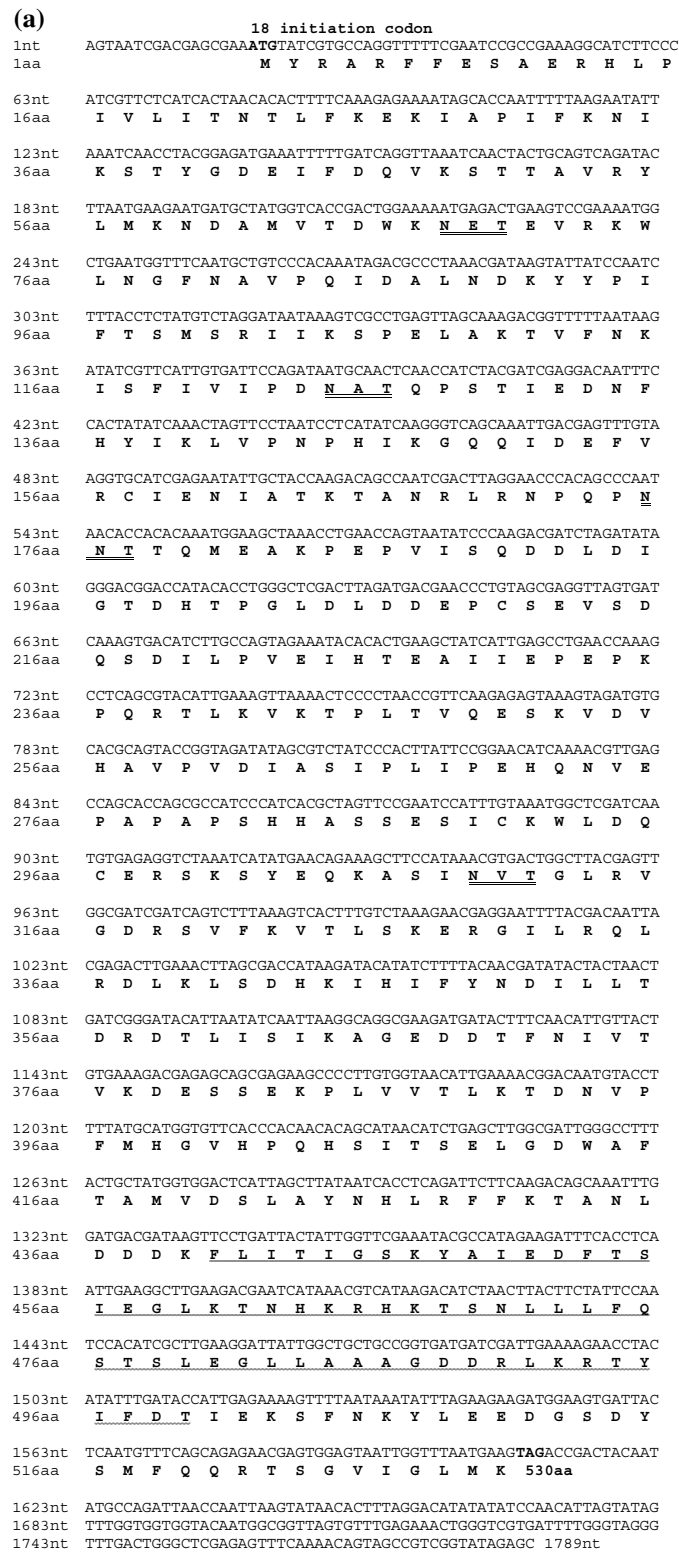 (a)
18 initiation codon
1nt AGTAATCGACGAGCGAAATGTATCGTGCCAGGTTTTTCGAATCCGCCGAAAGGCATCTTCCC
1aa M Y R A R F F E S A E R H L P
63nt ATCGTTCTCATCACTAACACACTTTTCAAAGAGAAAATAGCACCAATTTTTAAGAATATT
16aa I V L I T N T L F K E K I A P I F K N I
123nt AAATCAACCTACGGAGATGAAATTTTTGATCAGGTTAAATCAACTACTGCAGTCAGATAC
36aa K S T Y G D E I F D Q V K S T T A V R Y
183nt TTAATGAAGAATGATGCTATGGTCACCGACTGGAAAAATGAGACTGAAGTCCGAAAATGG
56aa L M K N D A M V T D W K N E T E V R K W
243nt CTGAATGGTTTCAATGCTGTCCCACAAATAGACGCCCTAAACGATAAGTATTATCCAATC
76aa L N G F N A V P Q I D A L N D K Y Y P I
303nt TTTACCTCTATGTCTAGGATAATAAAGTCGCCTGAGTTAGCAAAGACGGTTTTTAATAAG
96aa F T S M S R I I K S P E L A K T V F N K
363nt ATATCGTTCATTGTGATTCCAGATAATGCAACTCAACCATCTACGATCGAGGACAATTTC
116aa I S F I V I P D N A T Q P S T I E D N F
423nt CACTATATCAAACTAGTTCCTAATCCTCATATCAAGGGTCAGCAAATTGACGAGTTTGTA
136aa H Y I K L V P N P H I K G Q Q I D E F V
483nt AGGTGCATCGAGAATATTGCTACCAAGACAGCCAATCGACTTAGGAACCCACAGCCCAAT
156aa R C I E N I A T K T A N R L R N P Q P N
543nt AACACCACACAAATGGAAGCTAAACCTGAACCAGTAATATCCCAAGACGATCTAGATATA
176aa N T T Q M E A K P E P V I S Q D D L D I
603nt GGGACGGACCATACACCTGGGCTCGACTTAGATGACGAACCCTGTAGCGAGGTTAGTGAT
196aa G T D H T P G L D L D D E P C S E V S D
663nt CAAAGTGACATCTTGCCAGTAGAAATACACACTGAAGCTATCATTGAGCCTGAACCAAAG
216aa Q S D I L P V E I H T E A I I E P E P K
723nt CCTCAGCGTACATTGAAAGTTAAAACTCCCCTAACCGTTCAAGAGAGTAAAGTAGATGTG
236aa P Q R T L K V K T P L T V Q E S K V D V
783nt CACGCAGTACCGGTAGATATAGCGTCTATCCCACTTATTCCGGAACATCAAAACGTTGAG
256aa H A V P V D I A S I P L I P E H Q N V E
843nt CCAGCACCAGCGCCATCCCATCACGCTAGTTCCGAATCCATTTGTAAATGGCTCGATCAA
276aa P A P A P S H H A S S E S I C K W L D Q
903nt TGTGAGAGGTCTAAATCATATGAACAGAAAGCTTCCATAAACGTGACTGGCTTACGAGTT
296aa C E R S K S Y E Q K A S I N V T G L R V
963nt GGCGATCGATCAGTCTTTAAAGTCACTTTGTCTAAAGAACGAGGAATTTTACGACAATTA
316aa G D R S V F K V T L S K E R G I L R Q L
1023nt CGAGACTTGAAACTTAGCGACCATAAGATACATATCTTTTACAACGATATACTACTAACT
336aa R D L K L S D H K I H I F Y N D I L L T
1083nt GATCGGGATACATTAATATCAATTAAGGCAGGCGAAGATGATACTTTCAACATTGTTACT
356aa D R D T L I S I K A G E D D T F N I V T
1143nt GTGAAAGACGAGAGCAGCGAGAAGCCCCTTGTGGTAACATTGAAAACGGACAATGTACCT
376aa V K D E S S E K P L V V T L K T D N V P
1203nt TTTATGCATGGTGTTCACCCACAACACAGCATAACATCTGAGCTTGGCGATTGGGCCTTT
396aa F M H G V H P Q H S I T S E L G D W A F
1263nt ACTGCTATGGTGGACTCATTAGCTTATAATCACCTCAGATTCTTCAAGACAGCAAATTTG
416aa T A M V D S L A Y N H L R F F K T A N L
1323nt GATGACGATAAGTTCCTGATTACTATTGGTTCGAAATACGCCATAGAAGATTTCACCTCA
436aa D D D K F L I T I G S K Y A I E D F T S
1383nt ATTGAAGGCTTGAAGACGAATCATAAACGTCATAAGACATCTAACTTACTTCTATTCCAA
456aa I E G L K T N H K R H K T S N L L L F Q
1443nt TCCACATCGCTTGAAGGATTATTGGCTGCTGCCGGTGATGATCGATTGAAAAGAACCTAC
476aa S T S L E G L L A A A G D D R L K R T Y
1503nt ATATTTGATACCATTGAGAAAAGTTTTAATAAATATTTAGAAGAAGATGGAAGTGATTAC
496aa I F D T I E K S F N K Y L E E D G S D Y
1563nt TCAATGTTTCAGCAGAGAACGAGTGGAGTAATTGGTTTAATGAAGTAGACCGACTACAAT
516aa S M F Q Q R T S G V I G L M K 530aa
1623nt ATGCCAGATTAACCAATTAAGTATAACACTTTAGGACATATATATCCAACATTAGTATAG
1683nt TTTGGTGGTGGTACAATGGCGGTTAGTGTTTGAGAAACTGGGTCGTGATTTTGGGTAGGG
1743nt TTTGACTGGGCTCGAGAGTTTCAAAACAGTAGCCGTCGGTATAGAGC 1789nt